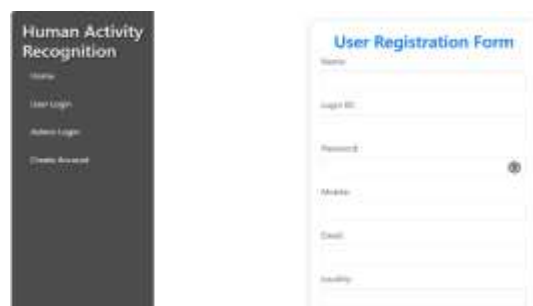 Human Activity
Recognition
Home
User Login
Admin Login
Create Account
User Registration Form
Name
Login ID
Password
Mobile
Email
Locality